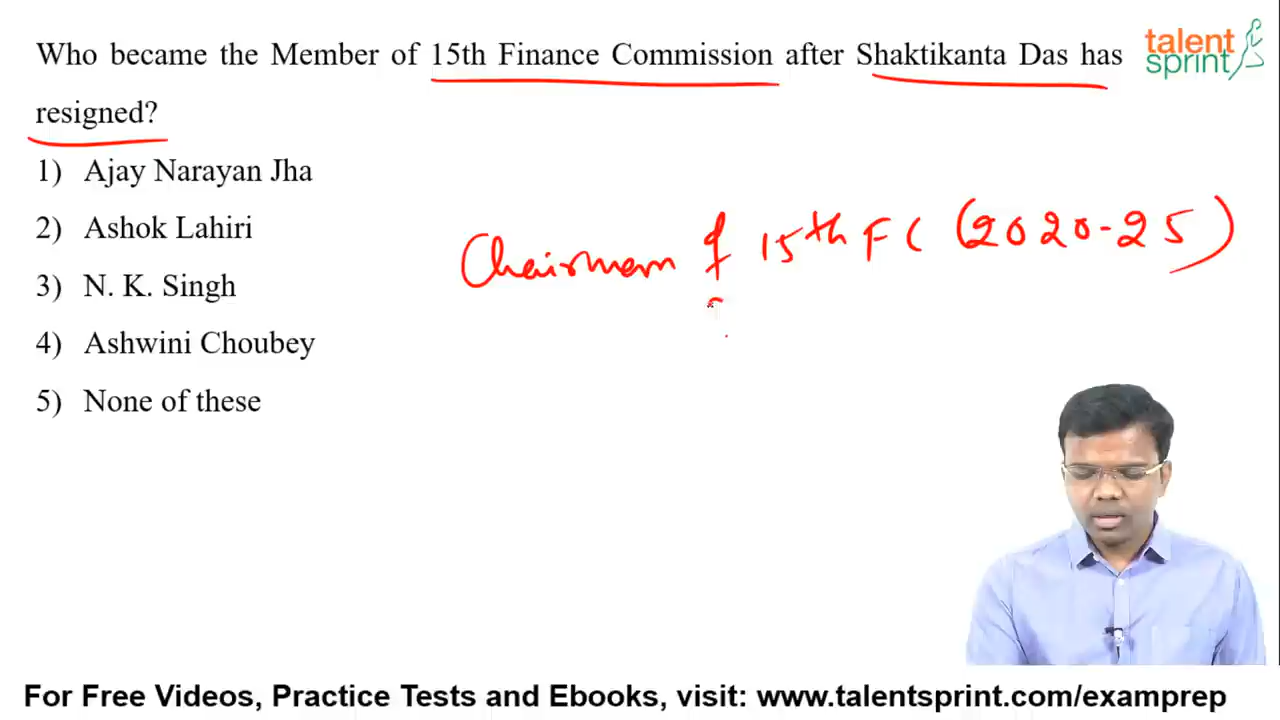 Who became the Member of 15th Finance Commission after Shaktikanta Das has
resigned?
1) Ajay Narayan Jha
2) Ashok Lahiri
3) N. K. Singh
4) Ashwini Choubey
5) None of these
Chairman of 15th FC (2020-25)
talent
sprint
For Free Videos, Practice Tests and Ebooks, visit: www.talentsprint.com/examprep